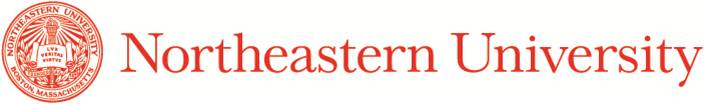 NORTHEASTERN UNIVERSITY
LVX
VERITAS
VIRTVS
BOSTON, MASSACHUSETTS
Northeastern University